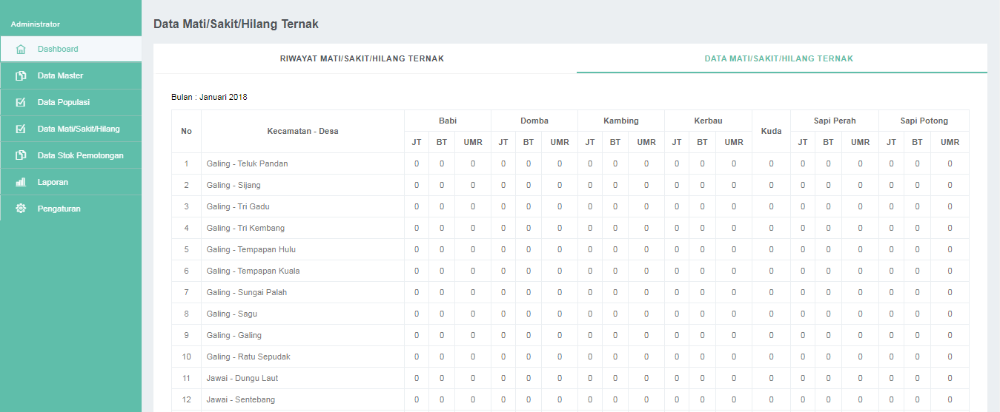 Administrator
Dashboard
Data Master
Data Populasi
Data Mati/Sakit/Hilang
Data Stok Pemotongan
Laporan
Pengaturan
Data Mati/Sakit/Hilang Ternak
RIWAYAT MATI/SAKIT/HILANG TERNAK DATA MATI/SAKIT/HILANG TERNAK
Bulan : Januari 2018
No Kecamatan - Desa Babi Domba Kambing Kerbau Kuda Sapi Perah Sapi Potong
JT BT UMR JT BT UMR JT BT UMR JT BT UMR JT BT UMR JT BT UMR
1 Galing - Teluk Pandan 0 0 0 0 0 0 0 0 0 0 0 0 0 0 0 0 0 0 0
2 Galing - Sijang 0 0 0 0 0 0 0 0 0 0 0 0 0 0 0 0 0 0 0
3 Galing - Tri Gadu 0 0 0 0 0 0 0 0 0 0 0 0 0 0 0 0 0 0 0
4 Galing - Tri Kembang 0 0 0 0 0 0 0 0 0 0 0 0 0 0 0 0 0 0 0
5 Galing - Tempapan Hulu 0 0 0 0 0 0 0 0 0 0 0 0 0 0 0 0 0 0 0
6 Galing - Tempapan Kuala 0 0 0 0 0 0 0 0 0 0 0 0 0 0 0 0 0 0 0
7 Galing - Sungai Palah 0 0 0 0 0 0 0 0 0 0 0 0 0 0 0 0 0 0 0
8 Galing - Sagu 0 0 0 0 0 0 0 0 0 0 0 0 0 0 0 0 0 0 0
9 Galing - Galing 0 0 0 0 0 0 0 0 0 0 0 0 0 0 0 0 0 0 0
10 Galing - Ratu Sepudak 0 0 0 0 0 0 0 0 0 0 0 0 0 0 0 0 0 0 0
11 Jawai - Dungu Laut 0 0 0 0 0 0 0 0 0 0 0 0 0 0 0 0 0 0 0
12 Jawai - Sentebang 0 0 0 0 0 0 0 0 0 0 0 0 0 0 0 0 0 0 0